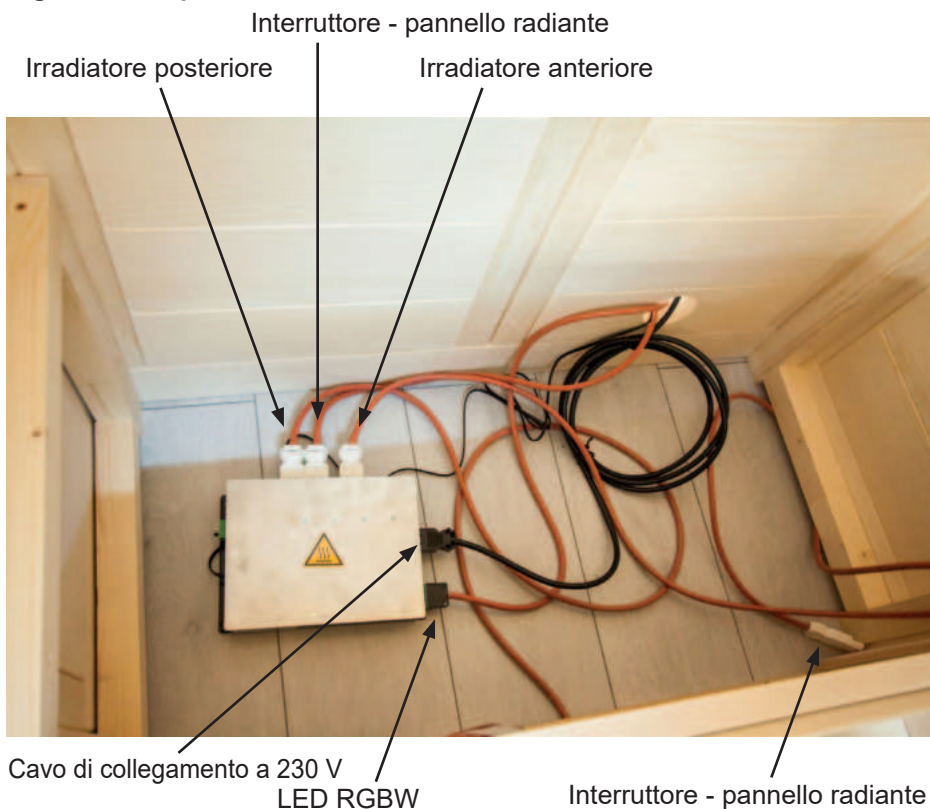 Interruttore - pannello radiante
Irradiatore posteriore
Irradiatore anteriore
Cavo di collegamento a 230 V
LED RGBW
Interruttore - pannello radiante